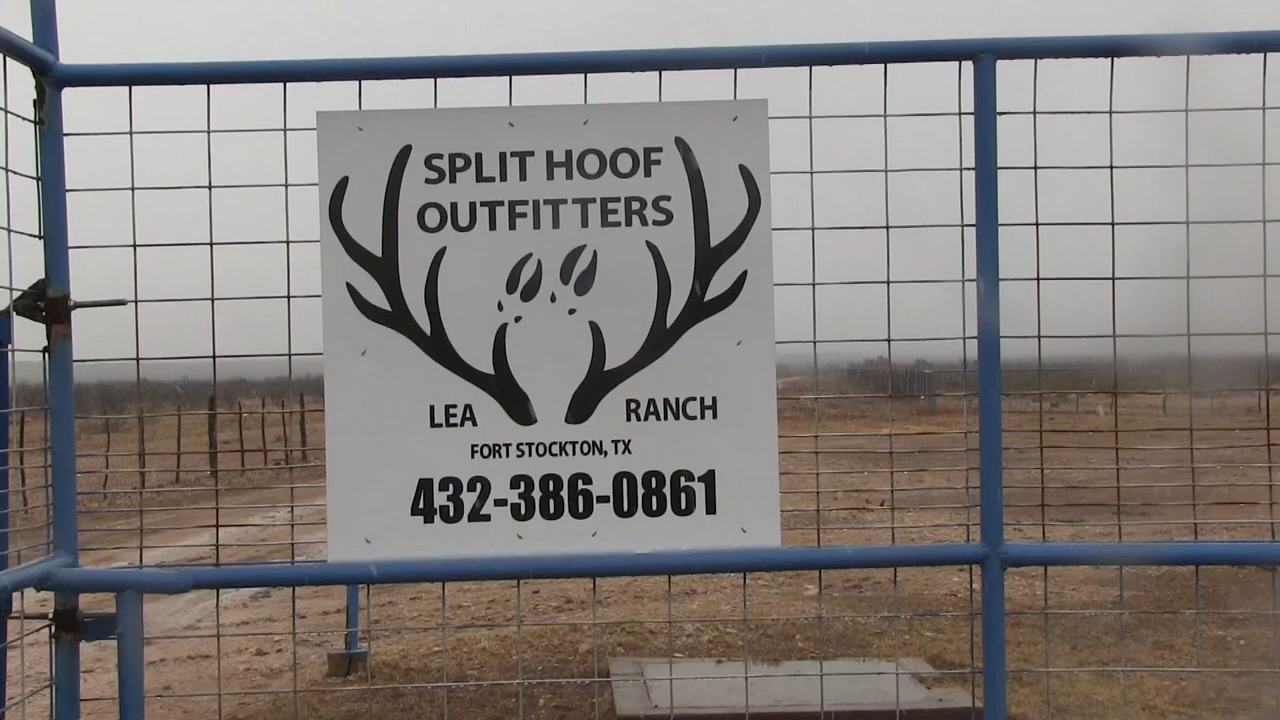 SPLIT HOOF
OUTFITTERS
LEA RANCH
FORT STOCKTON, TX
432-386-0861